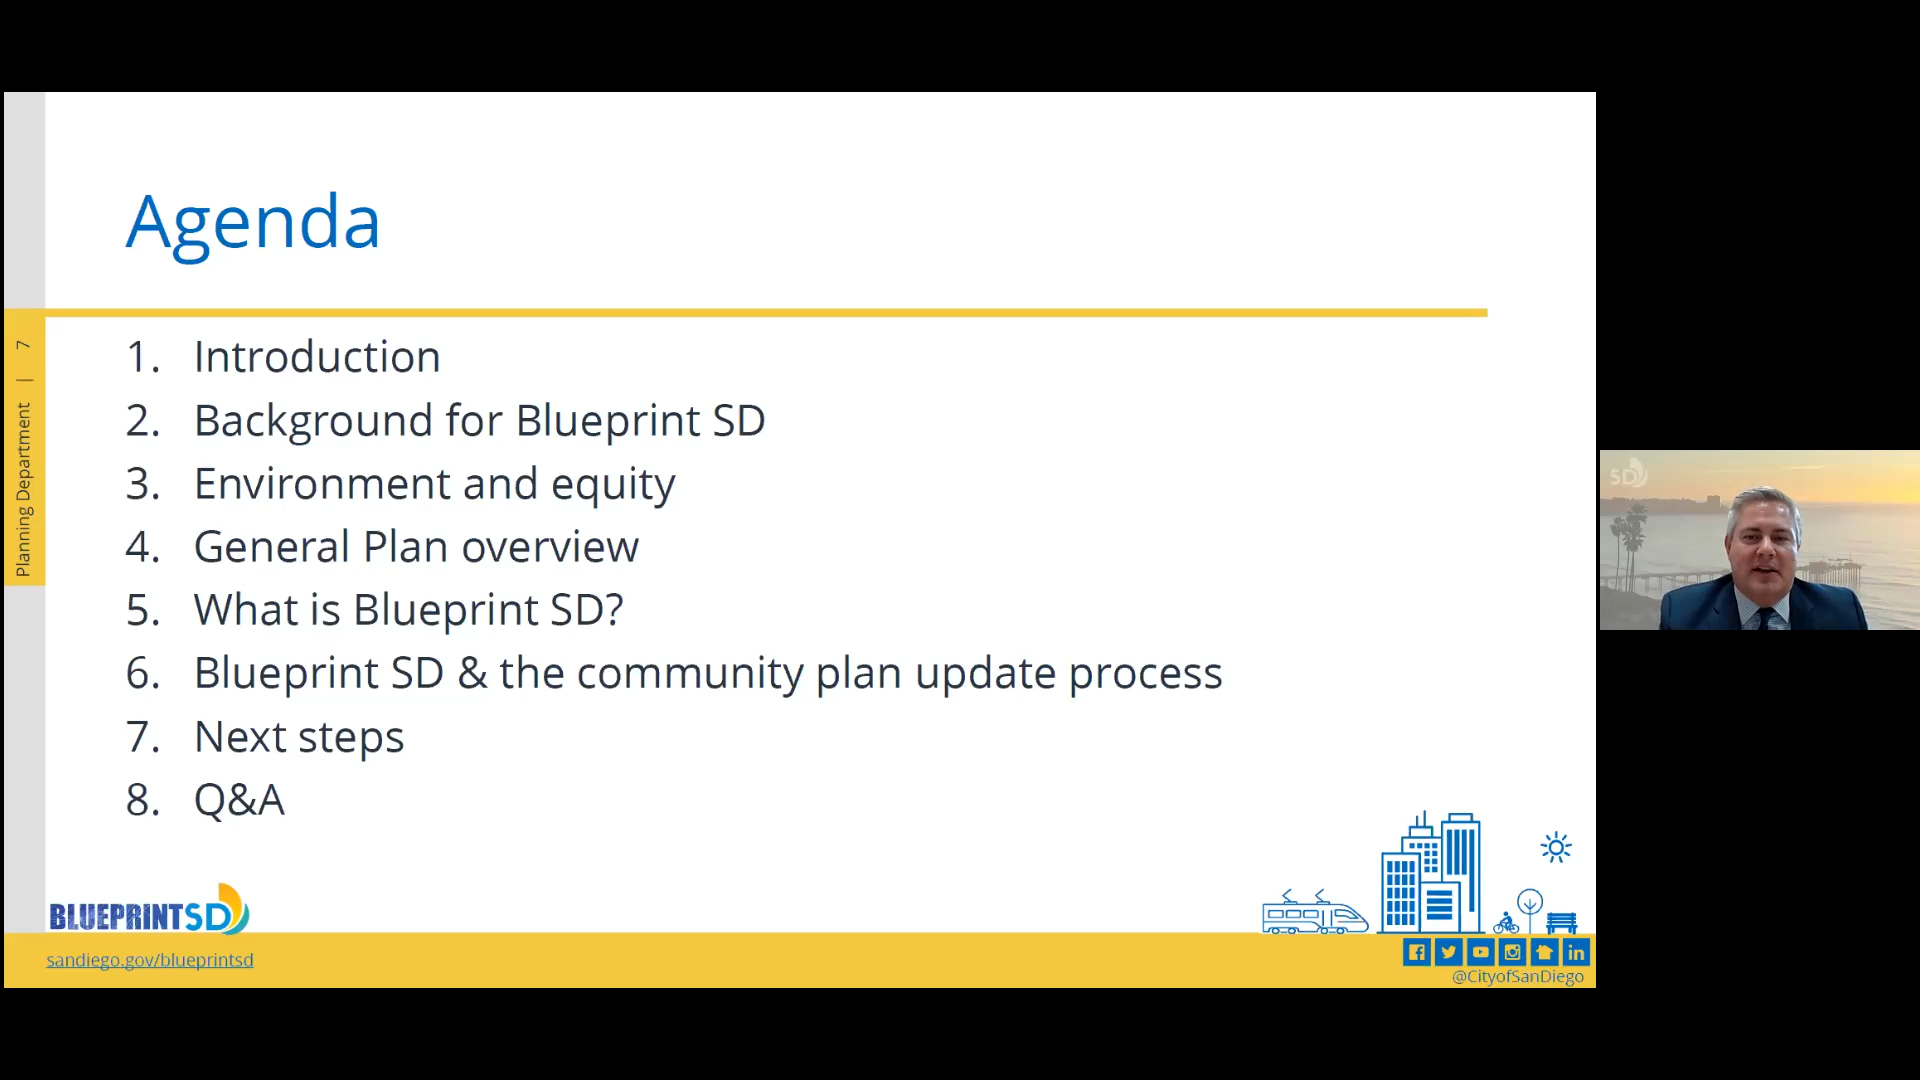 Agenda
Planning Department | 7
1. Introduction
2. Background for Blueprint SD
3. Environment and equity
4. General Plan overview
5. What is Blueprint SD?
6. Blueprint SD & the community plan update process
7. Next steps
8. Q&A
BLUEPRINTSD
sandiego.gov/blueprintsd
@CityofSanDiego
SD